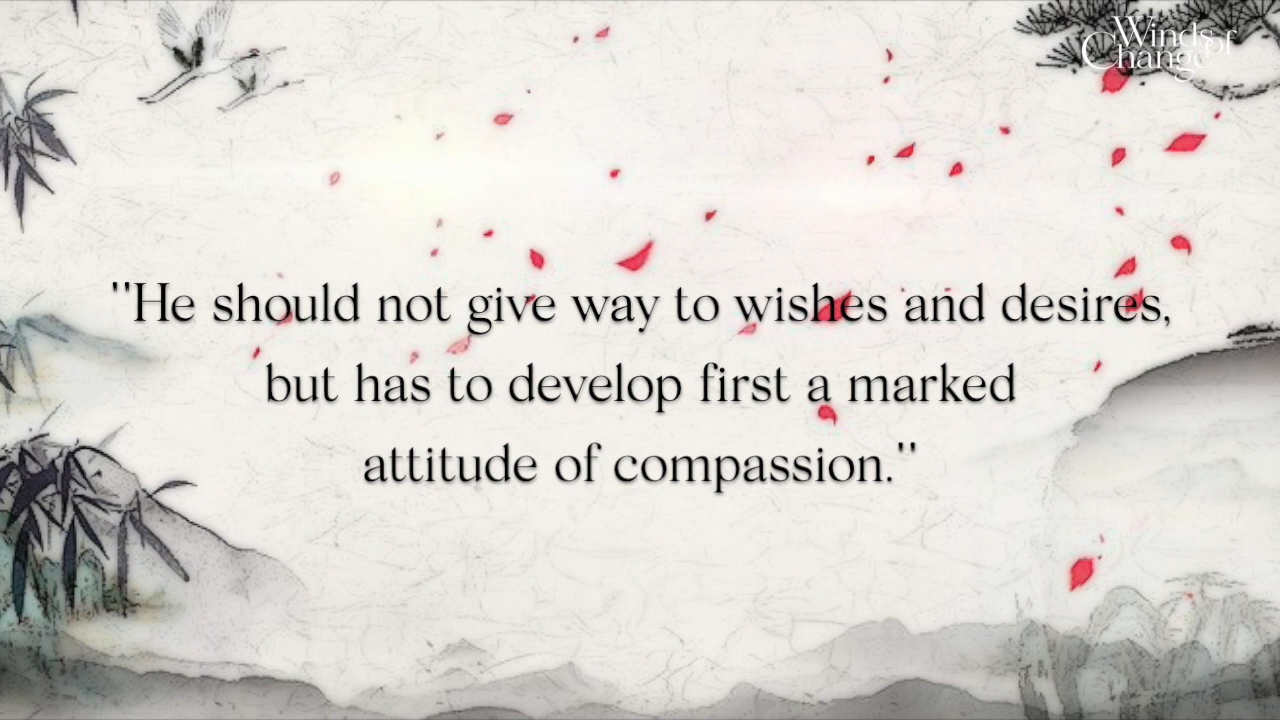 Winds of
Change
"He should not give way to wishes and desires,
but has to develop first a marked
attitude of compassion."